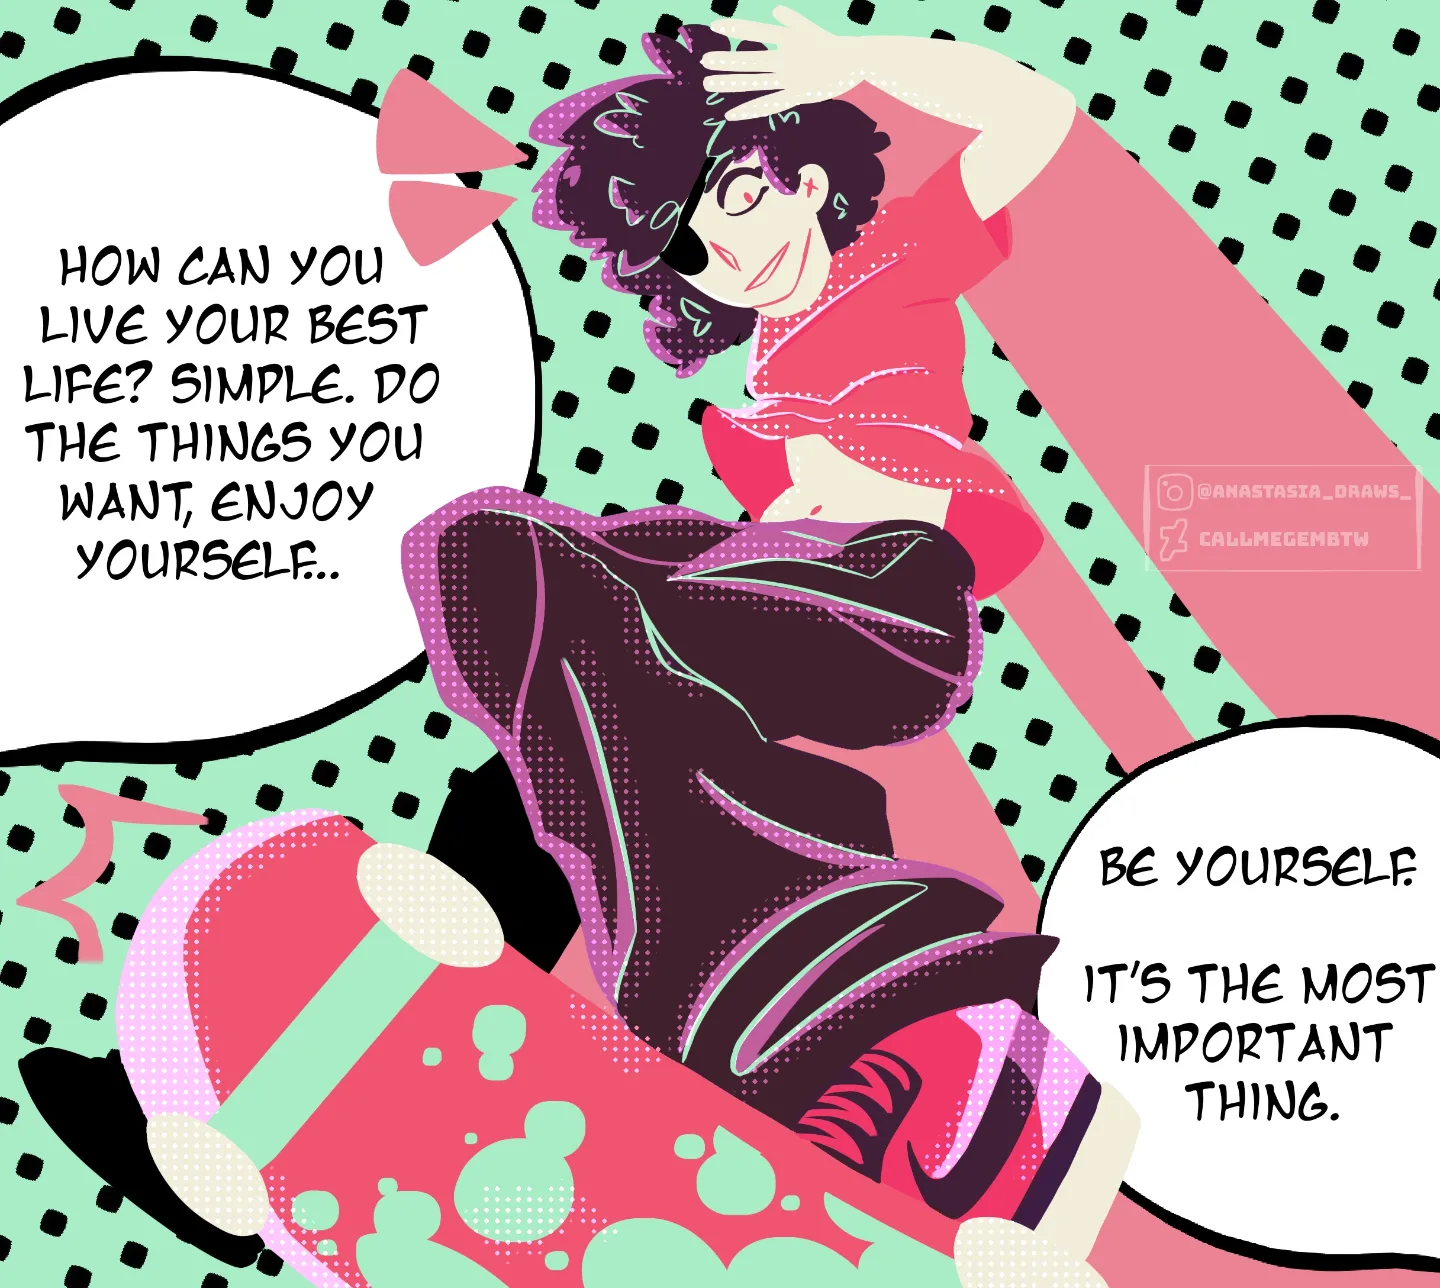 HOW CAN YOU
LIVE YOUR BEST
LIFE? SIMPLE. DO
THE THINGS YOU
WANT, ENJOY
YOURSELF...
@ANASTASIA_DRAWS_
CALLMEGEMBTW
BE YOURSELF.
IT'S THE MOST
IMPORTANT
THING.